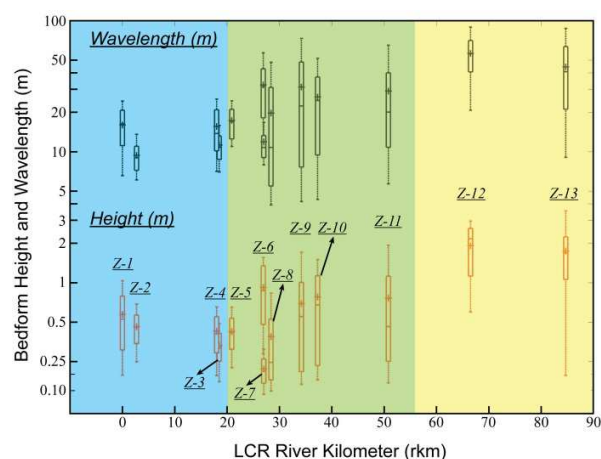 100
Wavelength (m)
50
20
10
5
3
2
1
0.5
0.25
0.10
Bedform Height and Wavelength (m)
Height (m)
Z-1
Z-2
Z-3
Z-4
Z-5
Z-6
Z-7
Z-8
Z-9
Z-10
Z-11
Z-12
Z-13
0 10 20 30 40 50 60 70 80 90
LCR River Kilometer (rkm)